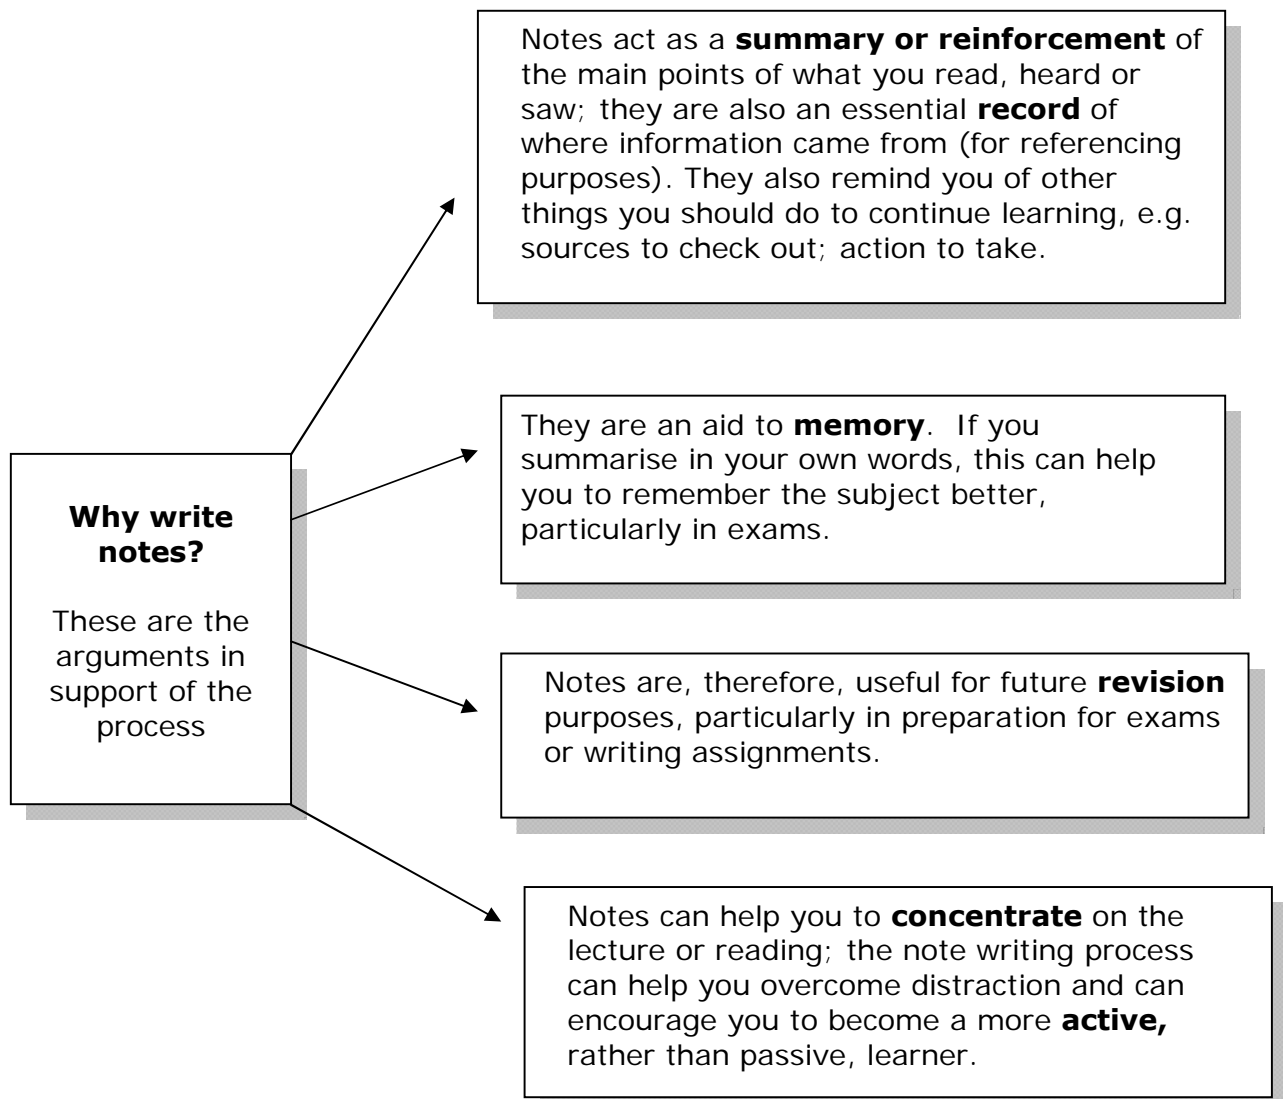 Notes act as a summary or reinforcement of
the main points of what you read, heard or
saw; they are also an essential record of
where information came from (for referencing
purposes). They also remind you of other
things you should do to continue learning, e.g.
sources to check out; action to take.
They are an aid to memory.  If you
summarise in your own words, this can help
you to remember the subject better,
particularly in exams.
Why write
notes?
These are the
arguments in
support of the
process
Notes are, therefore, useful for future revision
purposes, particularly in preparation for exams
or writing assignments.
Notes can help you to concentrate on the
lecture or reading; the note writing process
can help you overcome distraction and can
encourage you to become a more active,
rather than passive, learner.